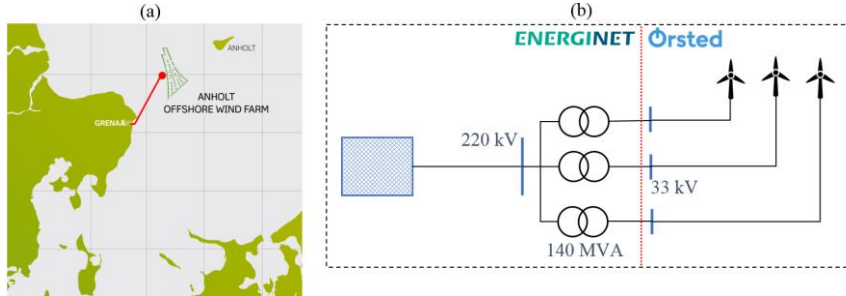 (a)
ANHOLT
ANHOLT
OFFSHORE WIND FARM
GRENAA
(b)
ENERGINET
Ørsted
220 kV
33 kV
140 MVA